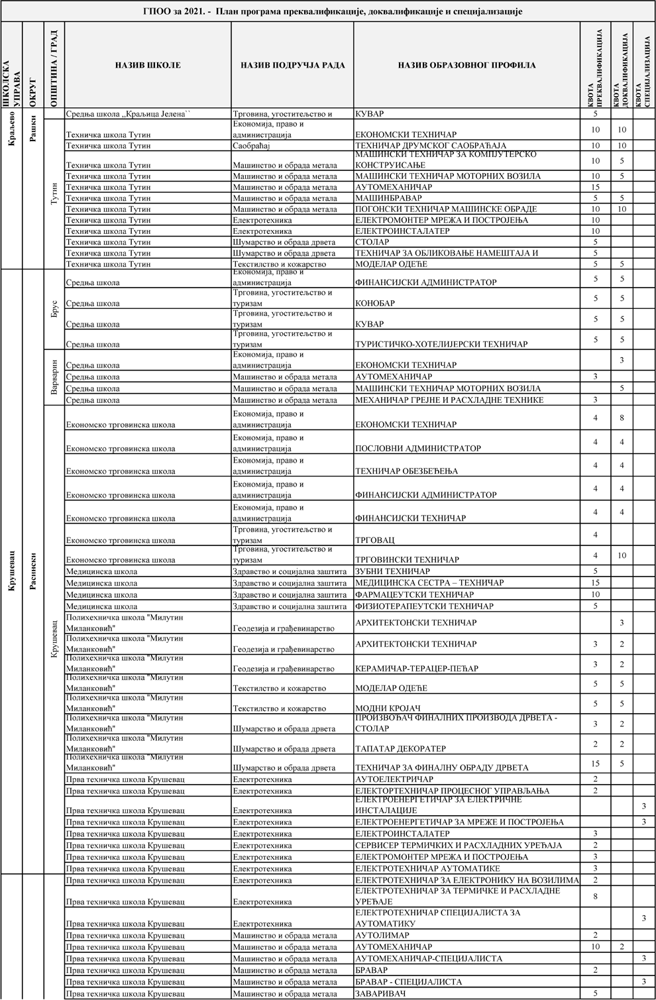 ГПОО за 2021. - План програма преквалификације, доквалификације и специјализације
ШКОЛСКА УПРАВА
ОКРУГ
ОПШТИНА / ГРАД
НАЗИВ ШКОЛЕ
НАЗИВ ПОДРУЧЈА РАДА
НАЗИВ ОБРАЗОВНОГ ПРОФИЛА
КВОТА ПРЕКВАЛИФИКАЦИЈА
КВОТА ДОКВАЛИФИКАЦИЈА
КВОТА СПЕЦИЈАЛИЗАЦИЈА
Краљево
Рашки
Средња школа ,,Краљица Јелена`` Трговина, угоститељство и КУВАР 5
Тутин
Економија, право и
Техничка школа Тутин администрација ЕКОНОМСКИ ТЕХНИЧАР 10 10
Техничка школа Тутин Саобраћај ТЕХНИЧАР ДРУМСКОГ САОБРАЋАЈА 10 10
МАШИНСКИ ТЕХНИЧАР ЗА КОМПЈУТЕРСКО
Техничка школа Тутин Машинство и обрада метала КОНСТРУИСАЊЕ 10 5
Техничка школа Тутин Машинство и обрада метала МАШИНСКИ ТЕХНИЧАР МОТОРНИХ ВОЗИЛА 10 5
Техничка школа Тутин Машинство и обрада метала АУТОМЕХАНИЧАР 15
Техничка школа Тутин Машинство и обрада метала МАШИНБРАВАР 5 5
Техничка школа Тутин Машинство и обрада метала ПОГОНСКИ ТЕХНИЧАР МАШИНСКЕ ОБРАДЕ 10 10
Техничка школа Тутин Електротехника ЕЛЕКТРОМОНТЕР МРЕЖА И ПОСТРОЈЕЊА 10
Техничка школа Тутин Електротехника ЕЛЕКТРОИНСТАЛАТЕР 10
Техничка школа Тутин Шумарство и обрада дрвета СТОЛАР 5
Техничка школа Тутин Шумарство и обрада дрвета ТЕХНИЧАР ЗА ОБЛИКОВАЊЕ НАМЕШТАЈА И 5
Техничка школа Тутин Текстилство и кожарство МОДЕЛАР ОДЕЋЕ 5 5
Крушевац
Расински
Брус
Економија, право и
Средња школа администрација ФИНАНСИЈСКИ АДМИНИСТРАТОР 5 5
Трговина, угоститељство и
Средња школа туризам КОНОБАР 5 5
Трговина, угоститељство и
Средња школа туризам КУВАР 5 5
Трговина, угоститељство и
Средња школа туризам ТУРИСТИЧКО-ХОТЕЛИЈЕРСКИ ТЕХНИЧАР 5 5
Варварин
Економија, право и
Средња школа администрација ЕКОНОМСКИ ТЕХНИЧАР 3
Средња школа Машинство и обрада метала АУТОМЕХАНИЧАР 3
Средња школа Машинство и обрада метала МАШИНСКИ ТЕХНИЧАР МОТОРНИХ ВОЗИЛА 5
Средња школа Машинство и обрада метала МЕХАНИЧАР ГРЕЈНЕ И РАСХЛАДНЕ ТЕХНИКЕ 3
Крушевац
Економија, право и
Економско трговинска школа администрација ЕКОНОМСКИ ТЕХНИЧАР 4 8
Економија, право и
Економско трговинска школа администрација ПОСЛОВНИ АДМИНИСТРАТОР 4 4
Економија, право и
Економско трговинска школа администрација ТЕХНИЧАР ОБЕЗБЕЂЕЊА 4 4
Економија, право и
Економско трговинска школа администрација ФИНАНСИЈСКИ АДМИНИСТРАТОР 4 4
Економија, право и
Економско трговинска школа администрација ФИНАНСИЈСКИ ТЕХНИЧАР 4 4
Трговина, угоститељство и
Економско трговинска школа туризам ТРГОВАЦ 4
Трговина, угоститељство и
Економско трговинска школа туризам ТРГОВИНСКИ ТЕХНИЧАР 4 10
Медицинска школа Здравство и социјална заштита ЗУБНИ ТЕХНИЧАР 5
Медицинска школа Здравство и социјална заштита МЕДИЦИНСКА СЕСТРА – ТЕХНИЧАР 15
Медицинска школа Здравство и социјална заштита ФАРМАЦЕУТСКИ ТЕХНИЧАР 10
Медицинска школа Здравство и социјална заштита ФИЗИОТЕРАПЕУТСКИ ТЕХНИЧАР 5
Полихехничка школа "Милутин
Миланковић" Геодезија и грађевинарство АРХИТЕКТОНСКИ ТЕХНИЧАР 3
Полихехничка школа "Милутин
Миланковић" Геодезија и грађевинарство АРХИТЕКТОНСКИ ТЕХНИЧАР 3 2
Полихехничка школа "Милутин
Миланковић" Геодезија и грађевинарство КЕРАМИЧАР-ТЕРАЦЕР-ПЕЋАР 3 2
Полихехничка школа "Милутин
Миланковић" Текстилство и кожарство МОДЕЛАР ОДЕЋЕ 5 5
Полихехничка школа "Милутин
Миланковић" Текстилство и кожарство МОДНИ КРОЈАЧ 5 5
Полихехничка школа "Милутин ПРОИЗВОЂАЧ ФИНАЛНИХ ПРОИЗВОДА ДРВЕТА -
Миланковић" Шумарство и обрада дрвета СТОЛАР 3 2
Полихехничка школа "Милутин
Миланковић" Шумарство и обрада дрвета ТАПАТАР ДЕКОРАТЕР 2 2
Полихехничка школа "Милутин
Миланковић" Шумарство и обрада дрвета ТЕХНИЧАР ЗА ФИНАЛНУ ОБРАДУ ДРВЕТА 15 5
Прва техничка школа Крушевац Електротехника АУТОЕЛЕКТРИЧАР 2
Прва техничка школа Крушевац Електротехника ЕЛЕКТОРТЕХНИЧАР ПРОЦЕСНОГ УПРАВЉАЊА 2
ЕЛЕКТРОЕНЕРГЕТИЧАР ЗА ЕЛЕКТРИЧНЕ
Прва техничка школа Крушевац Електротехника ИНСТАЛАЦИЈЕ 3
Прва техничка школа Крушевац Електротехника ЕЛЕКТРОЕНЕРГЕТИЧАР ЗА МРЕЖЕ И ПОСТРОЈЕЊА 3
Прва техничка школа Крушевац Електротехника ЕЛЕКТРОИНСТАЛАТЕР 3
Прва техничка школа Крушевац Електротехника СЕРВИСЕР ТЕРМИЧКИХ И РАСХЛАДНИХ УРЕЂАЈА 2
Прва техничка школа Крушевац Електротехника ЕЛЕКТРОМОНТЕР МРЕЖА И ПОСТРОЈЕЊА 3
Прва техничка школа Крушевац Електротехника ЕЛЕКТРОТЕХНИЧАР АУТОМАТИКЕ 3
Прва техничка школа Крушевац Електротехника ЕЛЕКТРОТЕХНИЧАР ЗА ЕЛЕКТРОНИКУ НА ВОЗИЛИМА 2
ЕЛЕКТРОТЕХНИЧАР ЗА ТЕРМИЧКЕ И РАСХЛАДНЕ
Прва техничка школа Крушевац Електротехника УРЕЂАЈЕ 8
ЕЛЕКТРОТЕХНИЧАР СПЕЦИЈАЛИСТА ЗА
Прва техничка школа Крушевац Електротехника АУТОМАТИКУ 3
Прва техничка школа Крушевац Машинство и обрада метала АУТОЛИМАР 2
Прва техничка школа Крушевац Машинство и обрада метала АУТОМЕХАНИЧАР 10 2
Прва техничка школа Крушевац Машинство и обрада метала АУТОМЕХАНИЧАР-СПЕЦИЈАЛИСТА 3
Прва техничка школа Крушевац Машинство и обрада метала БРАВАР 2
Прва техничка школа Крушевац Машинство и обрада метала БРАВАР - СПЕЦИЈАЛИСТА 3
Прва техничка школа Крушевац Машинство и обрада метала ЗАВАРИВАЧ 5